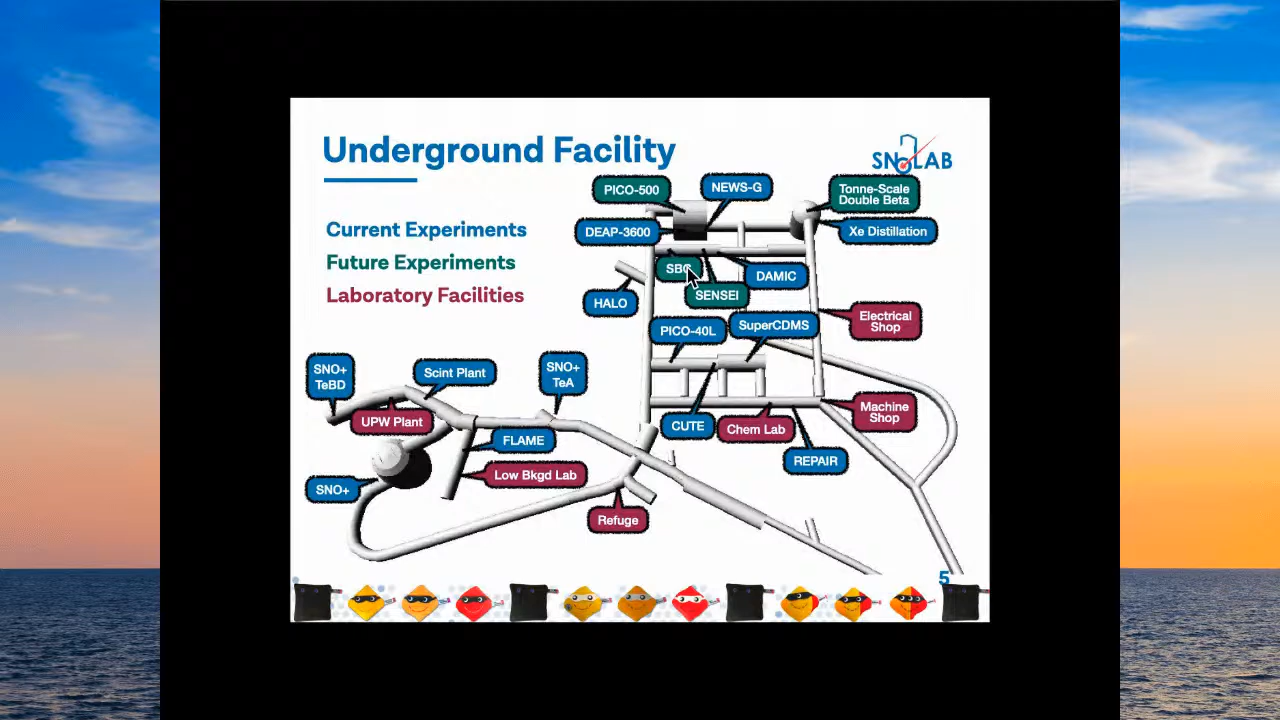 Underground Facility
SNOLAB
Current Experiments
Future Experiments
Laboratory Facilities
PICO-500
NEWS-G
Tonne-Scale
Double Beta
DEAP-3600
Xe Distillation
SBC
DAMIC
SENSEI
HALO
PICO-40L
SuperCDMS
Electrical
Shop
SNO+
TeBD
Scint Plant
SNO+
TeA
UPW Plant
CUTE
Chem Lab
Machine
Shop
FLAME
REPAIR
Low Bkgd Lab
SNO+
Refuge
5